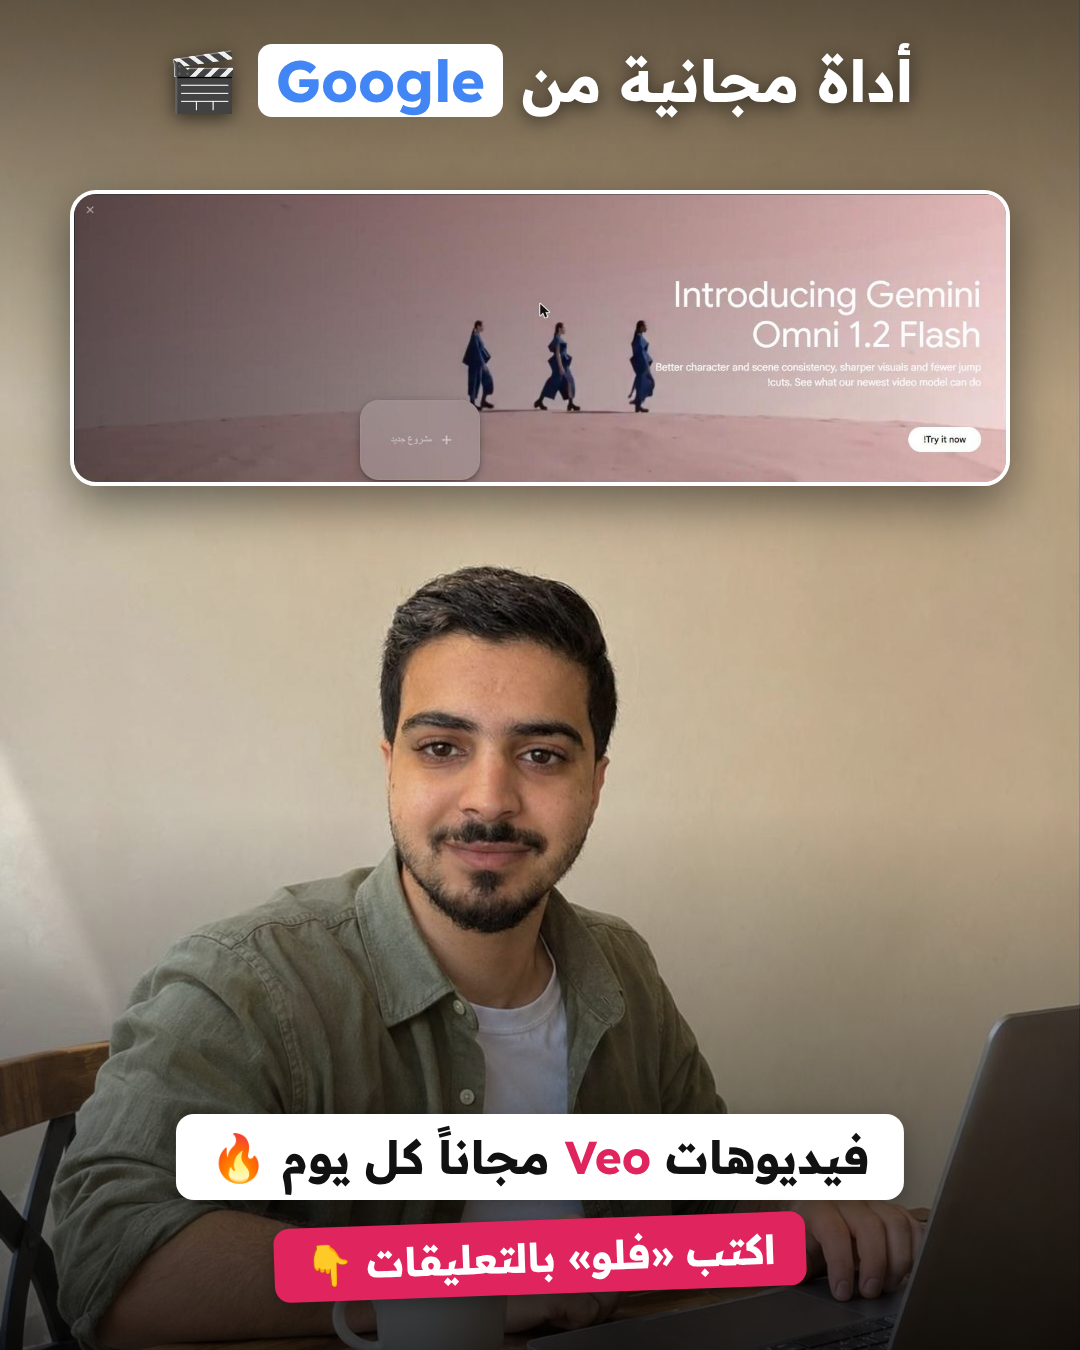 أداة مجانية من Google 🎬
×
Introducing Gemini
Omni 1.2 Flash
Better character and scene consistency, sharper visuals and fewer jump
!cuts. See what our newest video model can do
!Try it now
+ مشروع جديد
فيديوهات Veo مجاناً كل يوم 🔥
اكتب «فلو» بالتعليقات 👇